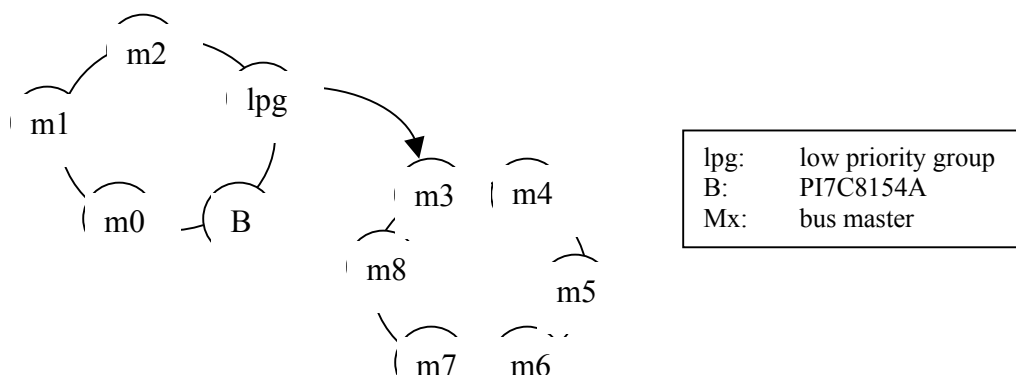 m2
lpg
m1
m0
B
m3
m4
m8
m5
m7
m6
lpg: low priority group
B: PI7C8154A
Mx: bus master